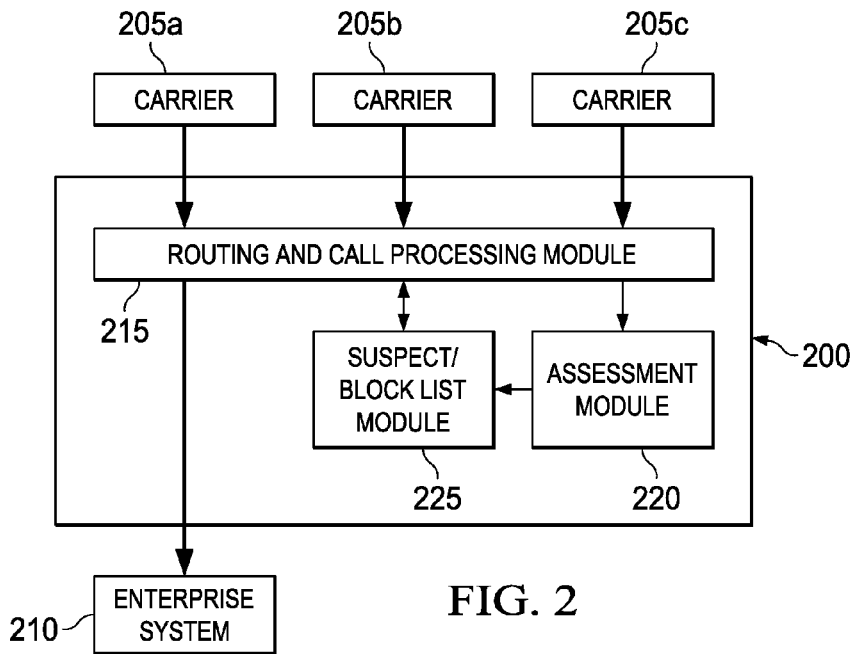 205a
205b
205c
CARRIER
CARRIER
CARRIER
ROUTING AND CALL PROCESSING MODULE
215
SUSPECT/
BLOCK LIST
MODULE
ASSESSMENT
MODULE
200
225
220
210
ENTERPRISE
SYSTEM
FIG. 2